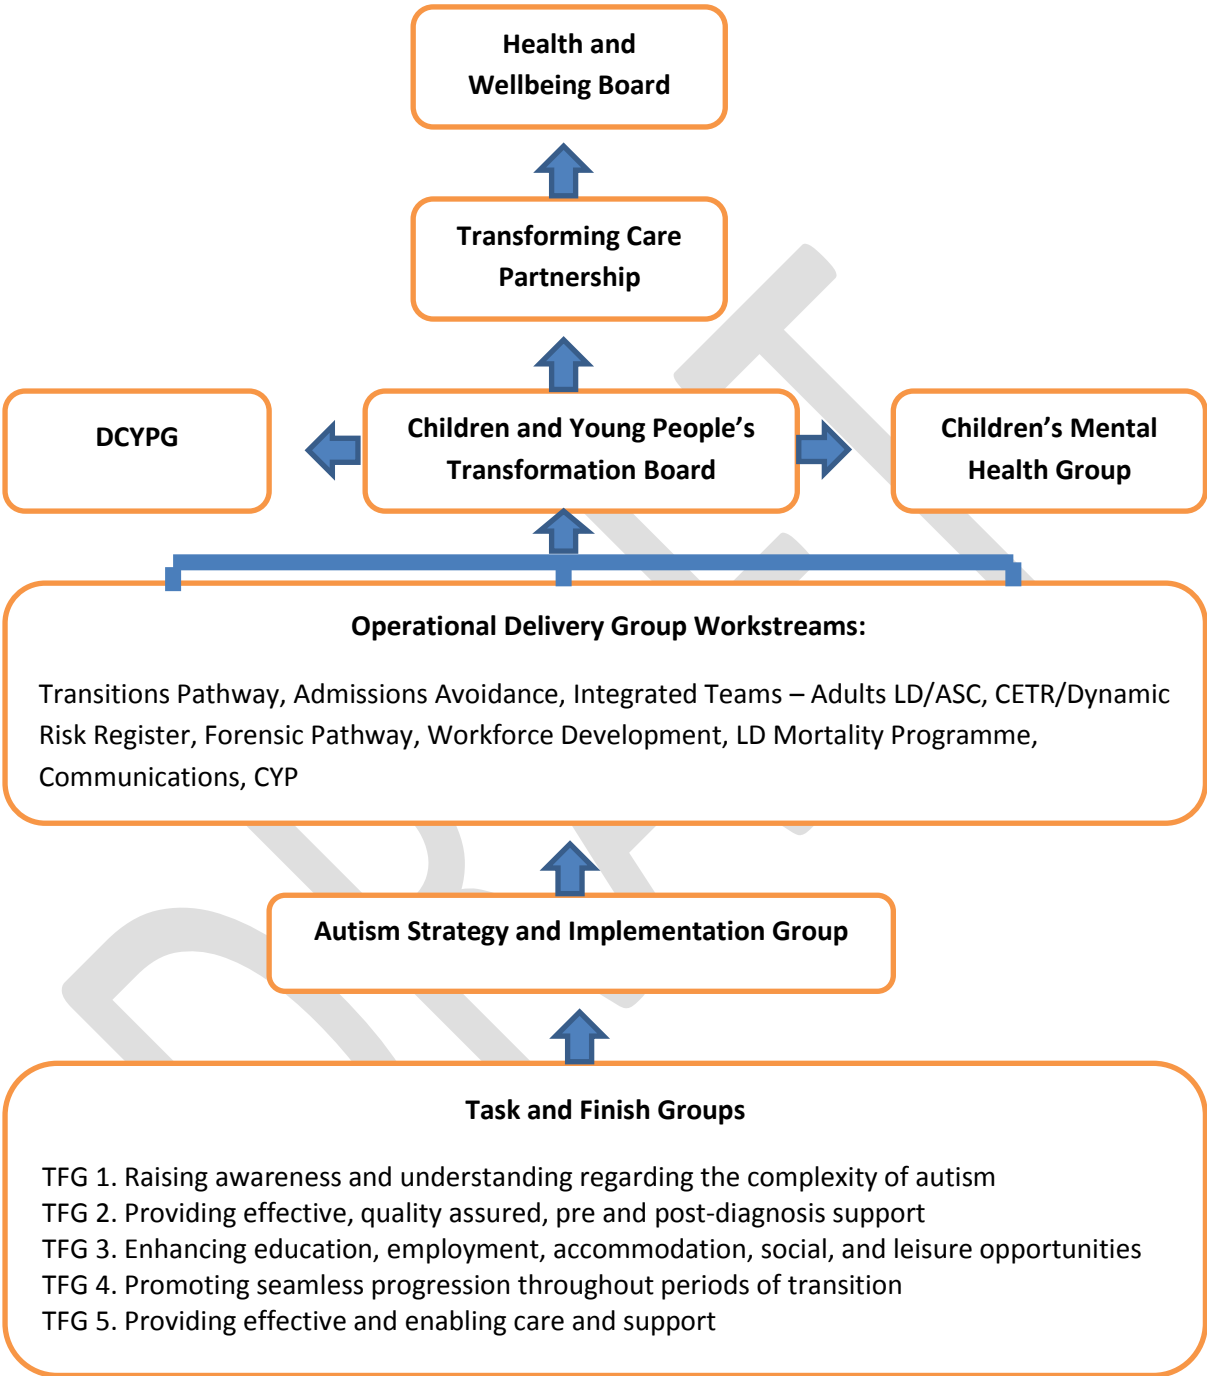 Health and
Wellbeing Board
Transforming Care
Partnership
DCYPG
Children and Young People's
Transformation Board
Children's Mental
Health Group
Operational Delivery Group Workstreams:
Transitions Pathway, Admissions Avoidance, Integrated Teams – Adults LD/ASC, CETR/Dynamic
Risk Register, Forensic Pathway, Workforce Development, LD Mortality Programme,
Communications, CYP
Autism Strategy and Implementation Group
Task and Finish Groups
TFG 1. Raising awareness and understanding regarding the complexity of autism
TFG 2. Providing effective, quality assured, pre and post-diagnosis support
TFG 3. Enhancing education, employment, accommodation, social, and leisure opportunities
TFG 4. Promoting seamless progression throughout periods of transition
TFG 5. Providing effective and enabling care and support
DRAFT